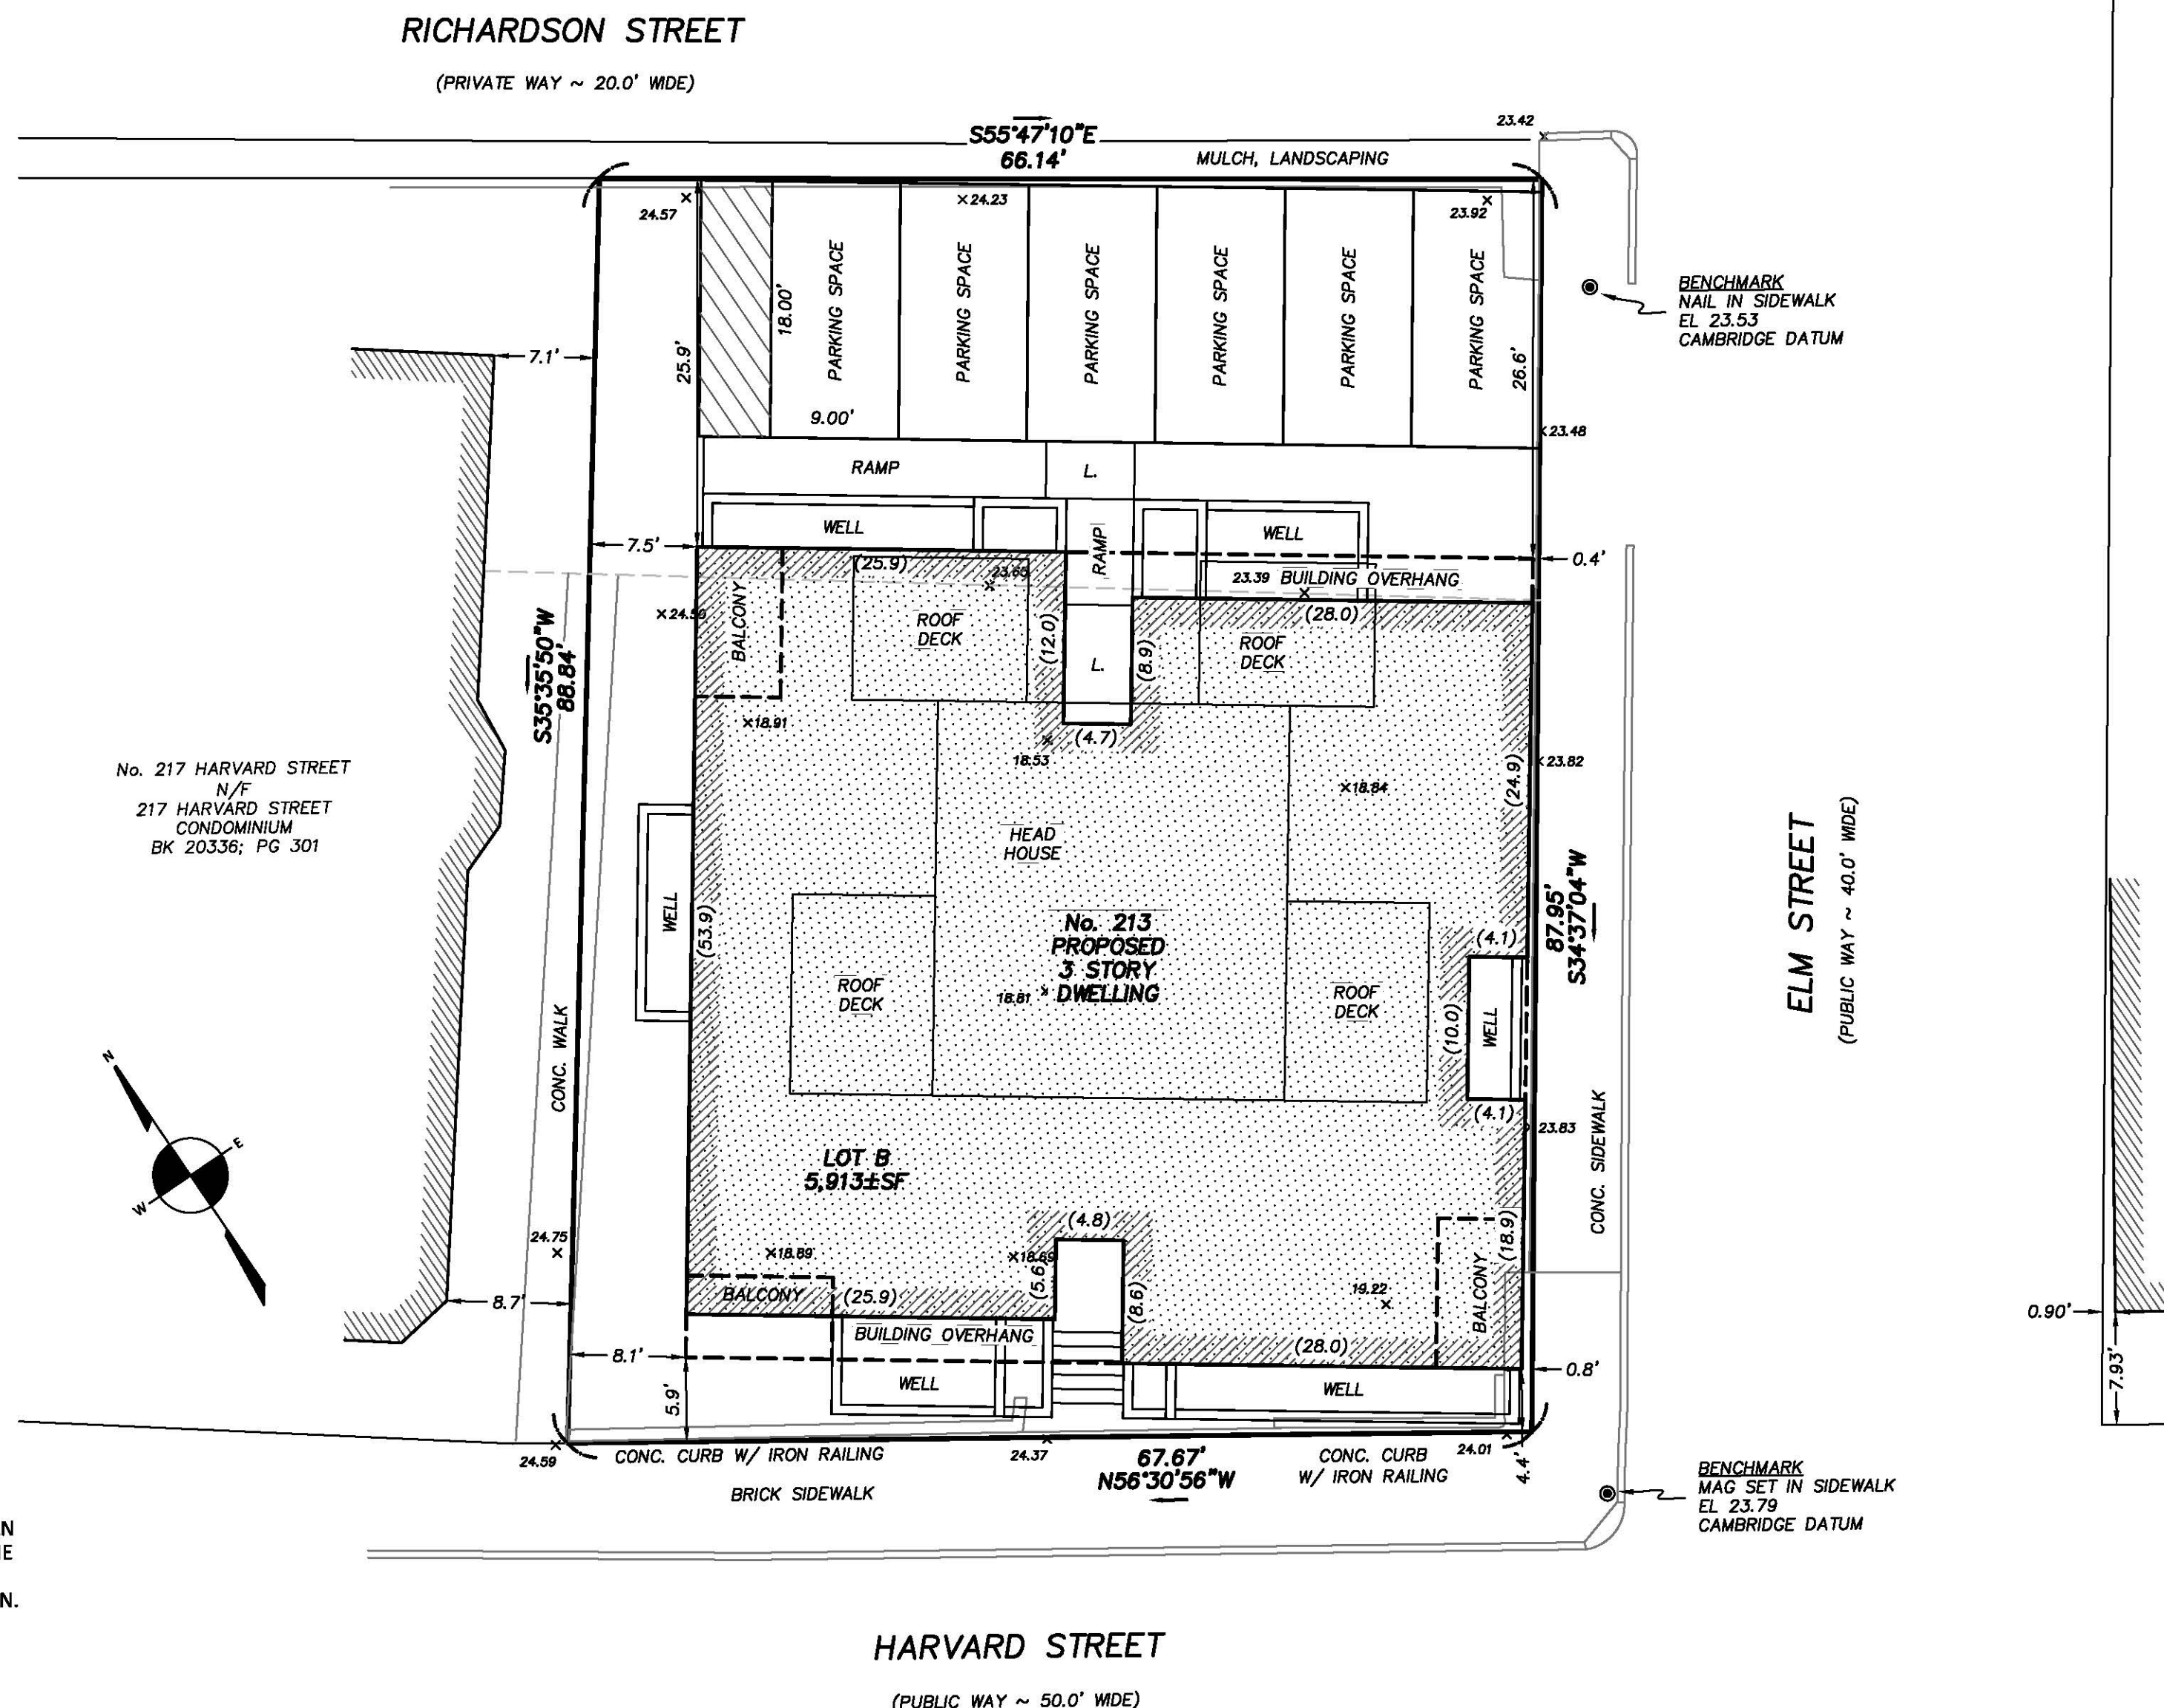 RICHARDSON STREET
(PRIVATE WAY ~ 20.0' WIDE)
S55°47'10"E
66.14'
MULCH, LANDSCAPING
23.42
24.57
24.23
23.92
18.00'
PARKING SPACE
PARKING SPACE
PARKING SPACE
PARKING SPACE
PARKING SPACE
PARKING SPACE
25.9'
26.6'
9.00'
BENCHMARK
NAIL IN SIDEWALK
EL 23.53
CAMBRIDGE DATUM
7.1'
23.48
RAMP
L.
WELL
RAMP
WELL
7.5'
0.4'
(25.9)
23.65
23.39 BUILDING OVERHANG
(28.0)
24.50
BALCONY
ROOF
DECK
(12.0)
L.
(8.9)
ROOF
DECK
S35°35'50"W
88.84'
18.91
(4.7)
18.53
18.84
(24.9)
23.82
No. 217 HARVARD STREET
N/F
217 HARVARD STREET
CONDOMINIUM
BK 20336; PG 301
HEAD
HOUSE
87.95'
S34°37'04"W
ELM STREET
(PUBLIC WAY ~ 40.0' WIDE)
WELL
(53.9)
No. 213
PROPOSED
3 STORY
DWELLING
18.81
(4.1)
ROOF
DECK
ROOF
DECK
(10.0)
WELL
(4.1)
23.83
CONC. WALK
CONC. SIDEWALK
N
E
W
LOT B
5,913±SF
24.75
18.89
(4.8)
18.69
(5.6)
(8.6)
19.22
(18.9)
BALCONY
BALCONY
(25.9)
8.7'
BUILDING OVERHANG
(28.0)
8.1'
0.8'
5.9'
WELL
WELL
0.90'
7.93'
24.59
CONC. CURB W/ IRON RAILING
24.37
67.67'
N56°30'56"W
CONC. CURB
W/ IRON RAILING
24.01
4.4'
BRICK SIDEWALK
BENCHMARK
MAG SET IN SIDEWALK
EL 23.79
CAMBRIDGE DATUM
N.
HARVARD STREET
(PUBLIC WAY ~ 50.0' WIDE)